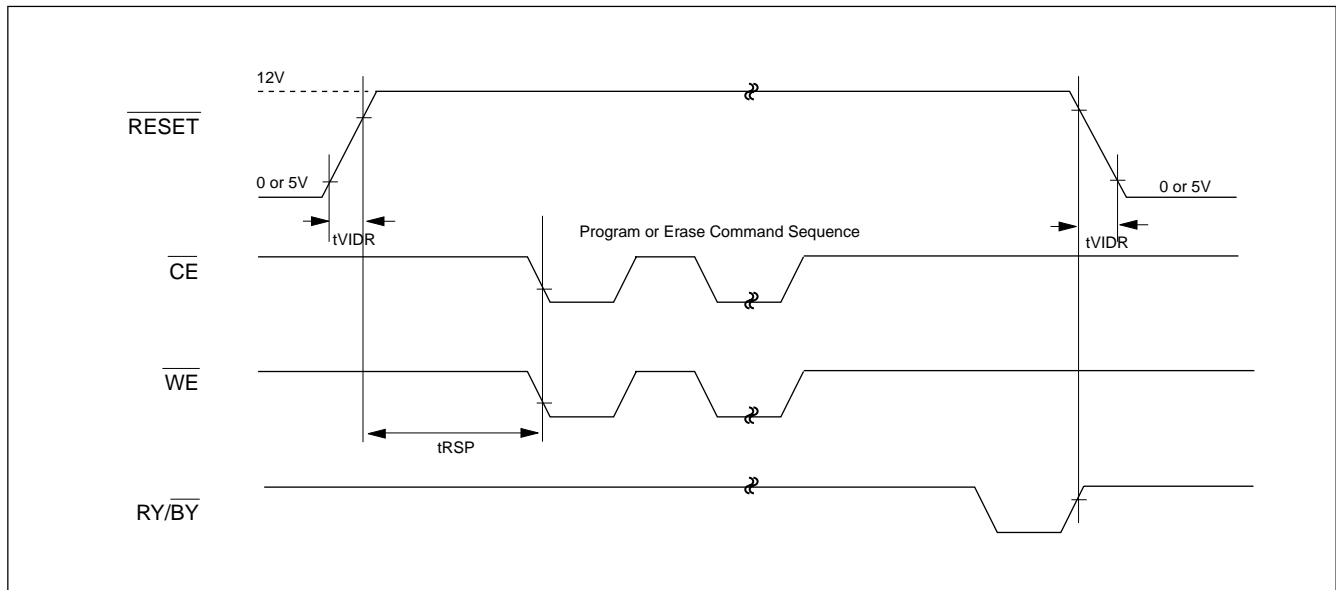 12V
RESET
0 or 5V
0 or 5V
tVIDR
Program or Erase Command Sequence
tVIDR
CE
WE
tRSP
RY/BY